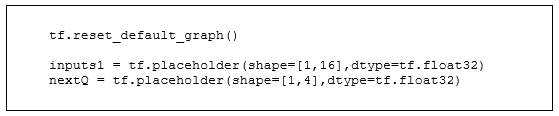 tf.reset_default_graph()
inputs1 = tf.placeholder(shape=[1,16],dtype=tf.float32)
nextQ = tf.placeholder(shape=[1,4],dtype=tf.float32)